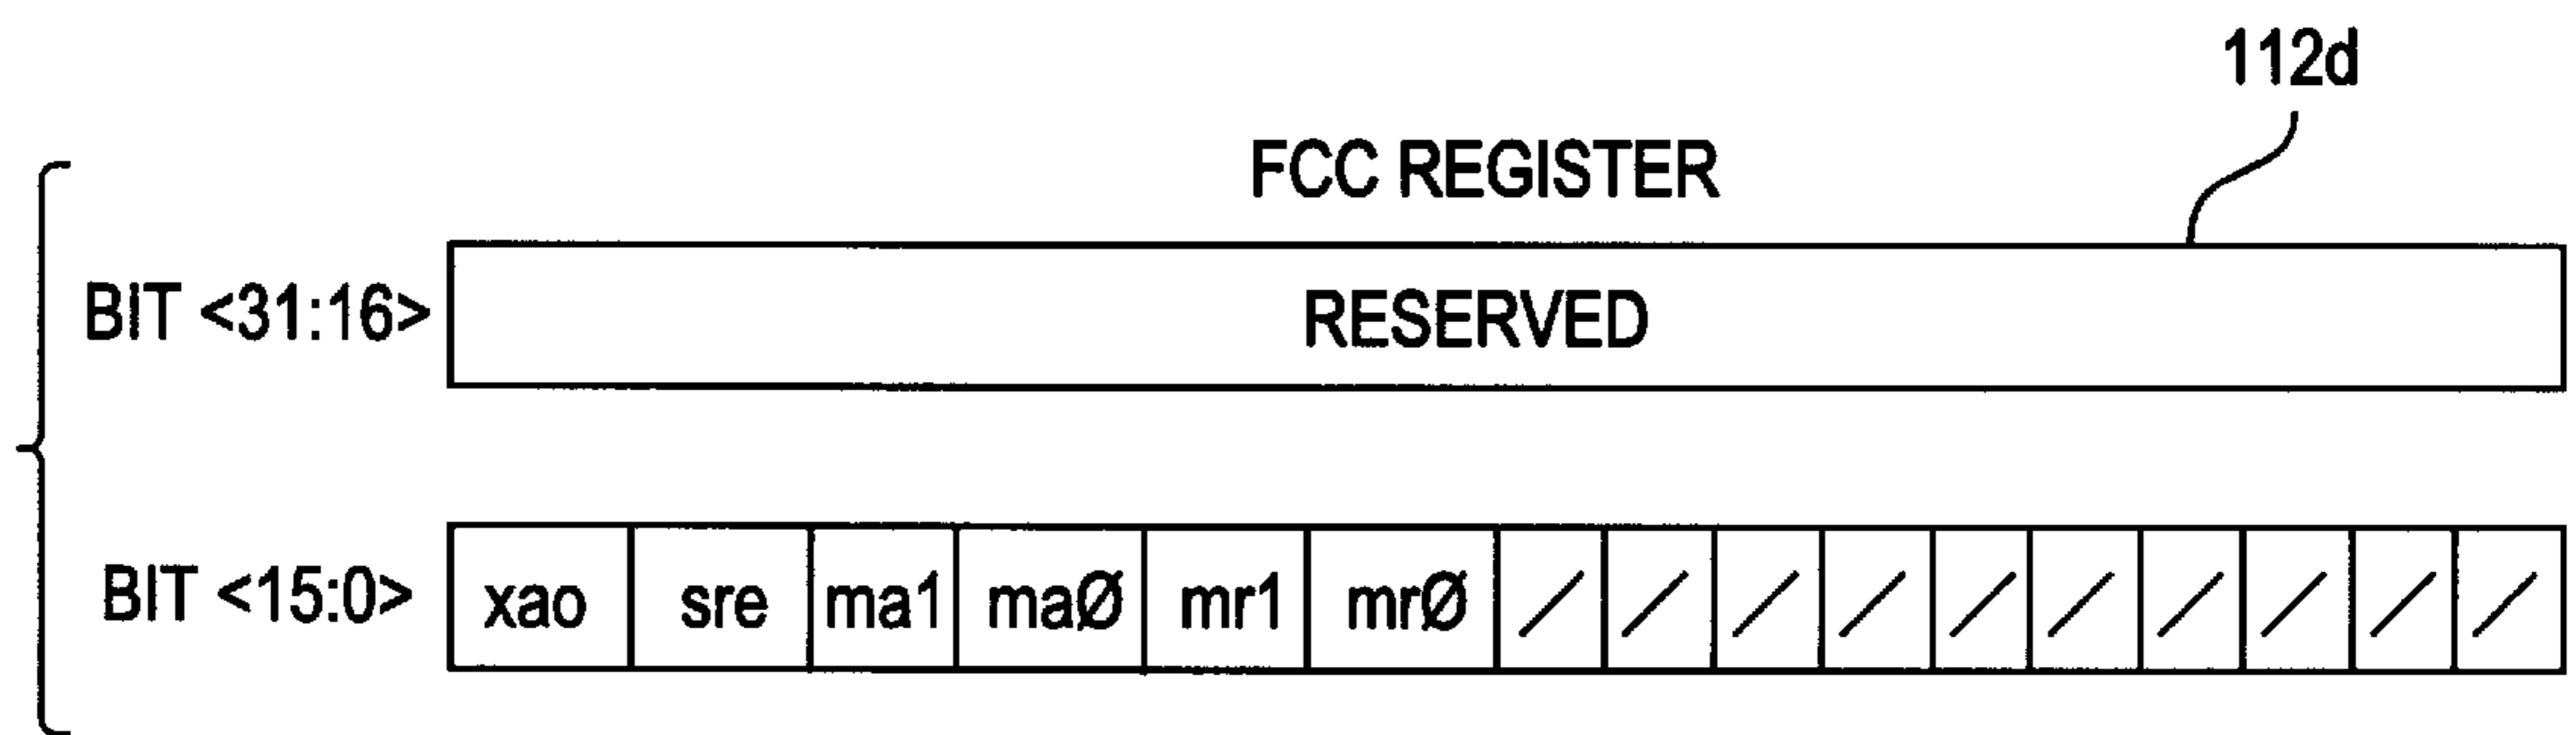 112d
FCC REGISTER
BIT <31:16> RESERVED
BIT <15:0> xao sre ma1 maØ mr1 mrØ / / / / / / / / / /